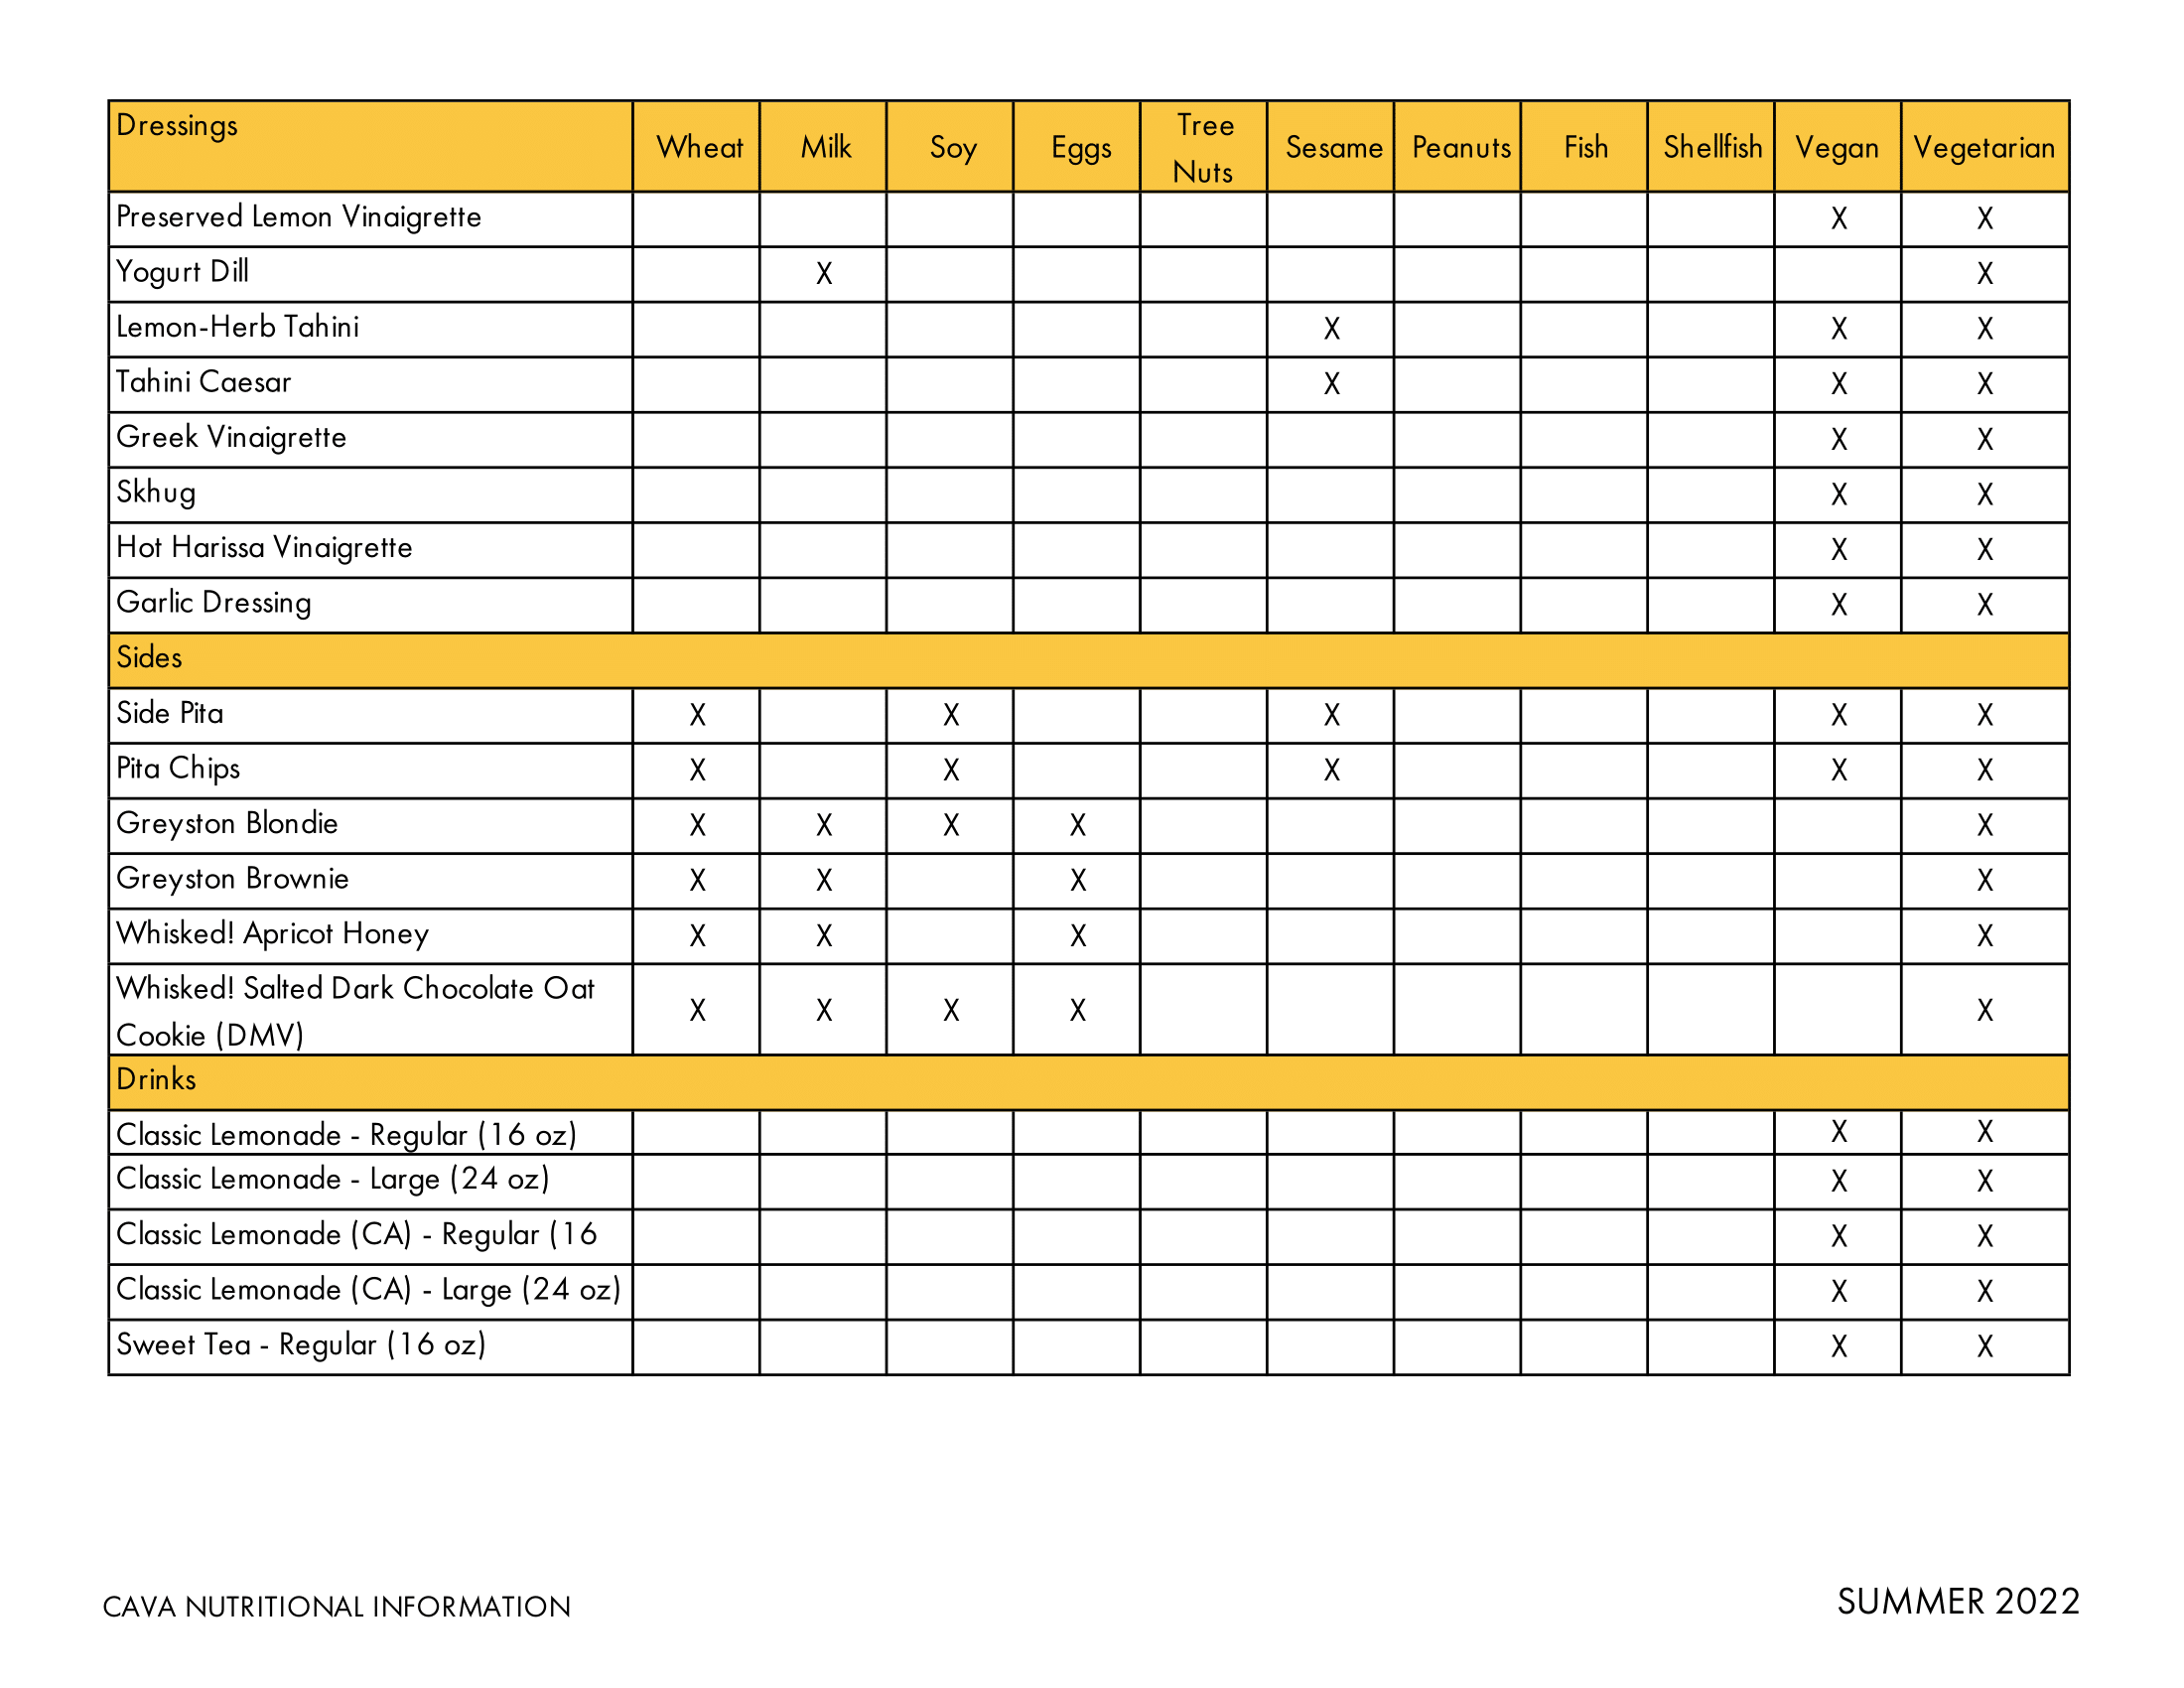 Dressings Wheat Milk Soy Eggs Tree Nuts Sesame Peanuts Fish Shellfish Vegan Vegetarian
Preserved Lemon Vinaigrette X X
Yogurt Dill X X
Lemon-Herb Tahini X X X
Tahini Caesar X X X
Greek Vinaigrette X X
Skhug X X
Hot Harissa Vinaigrette X X
Garlic Dressing X X
Sides
Side Pita X X X X X
Pita Chips X X X X X
Greyston Blondie X X X X X
Greyston Brownie X X X X
Whisked! Apricot Honey X X X X
Whisked! Salted Dark Chocolate Oat
Cookie (DMV) X X X X X
Drinks
Classic Lemonade - Regular (16 oz) X X
Classic Lemonade - Large (24 oz) X X
Classic Lemonade (CA) - Regular (16 X X
Classic Lemonade (CA) - Large (24 oz) X X
Sweet Tea - Regular (16 oz) X X
CAVA NUTRITIONAL INFORMATION SUMMER 2022